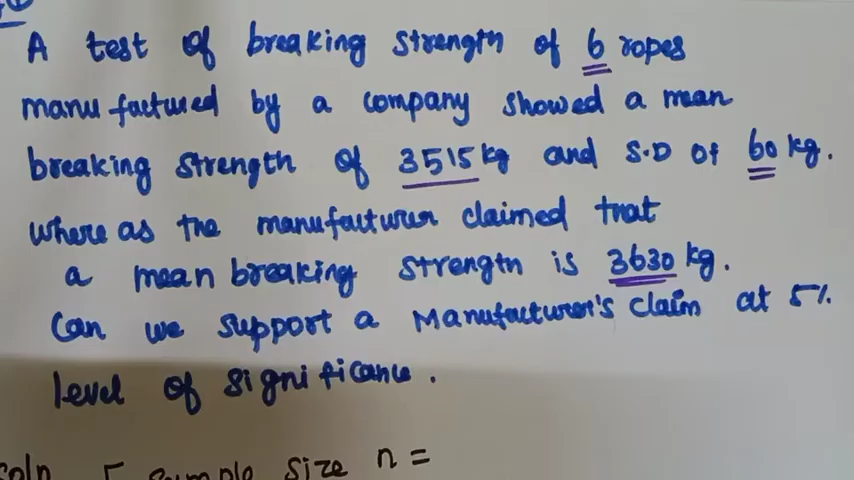 A test of breaking strength of 6 ropes
manufactured by a company showed a mean
breaking strength of 3515 kg and S.D of 60 kg.
where as the manufacturer claimed that
a mean breaking strength is 3630 kg.
Can we support a Manufacturer's claim at 5%
level of significance.
soln sample size n =